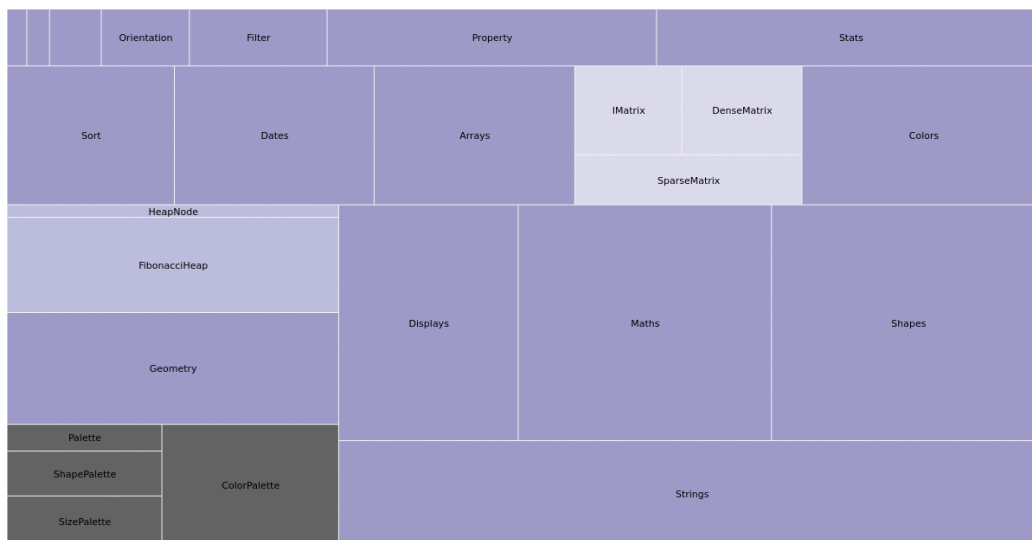 Orientation
Filter
Property
Stats
Sort
Dates
Arrays
IMatrix
DenseMatrix
SparseMatrix
Colors
HeapNode
FibonacciHeap
Geometry
Displays
Maths
Shapes
Palette
ShapePalette
SizePalette
ColorPalette
Strings